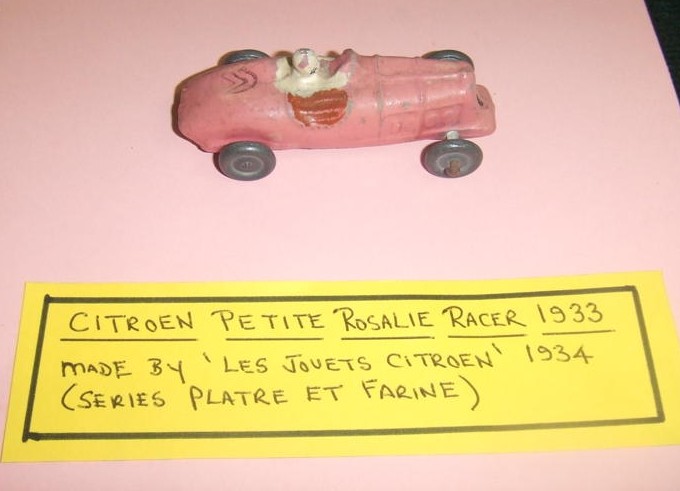 CITROEN PETITE ROSALIE RACER 1933
MADE BY 'LES JOUETS CITROEN' 1934
(SERIES PLATRE ET FARINE)